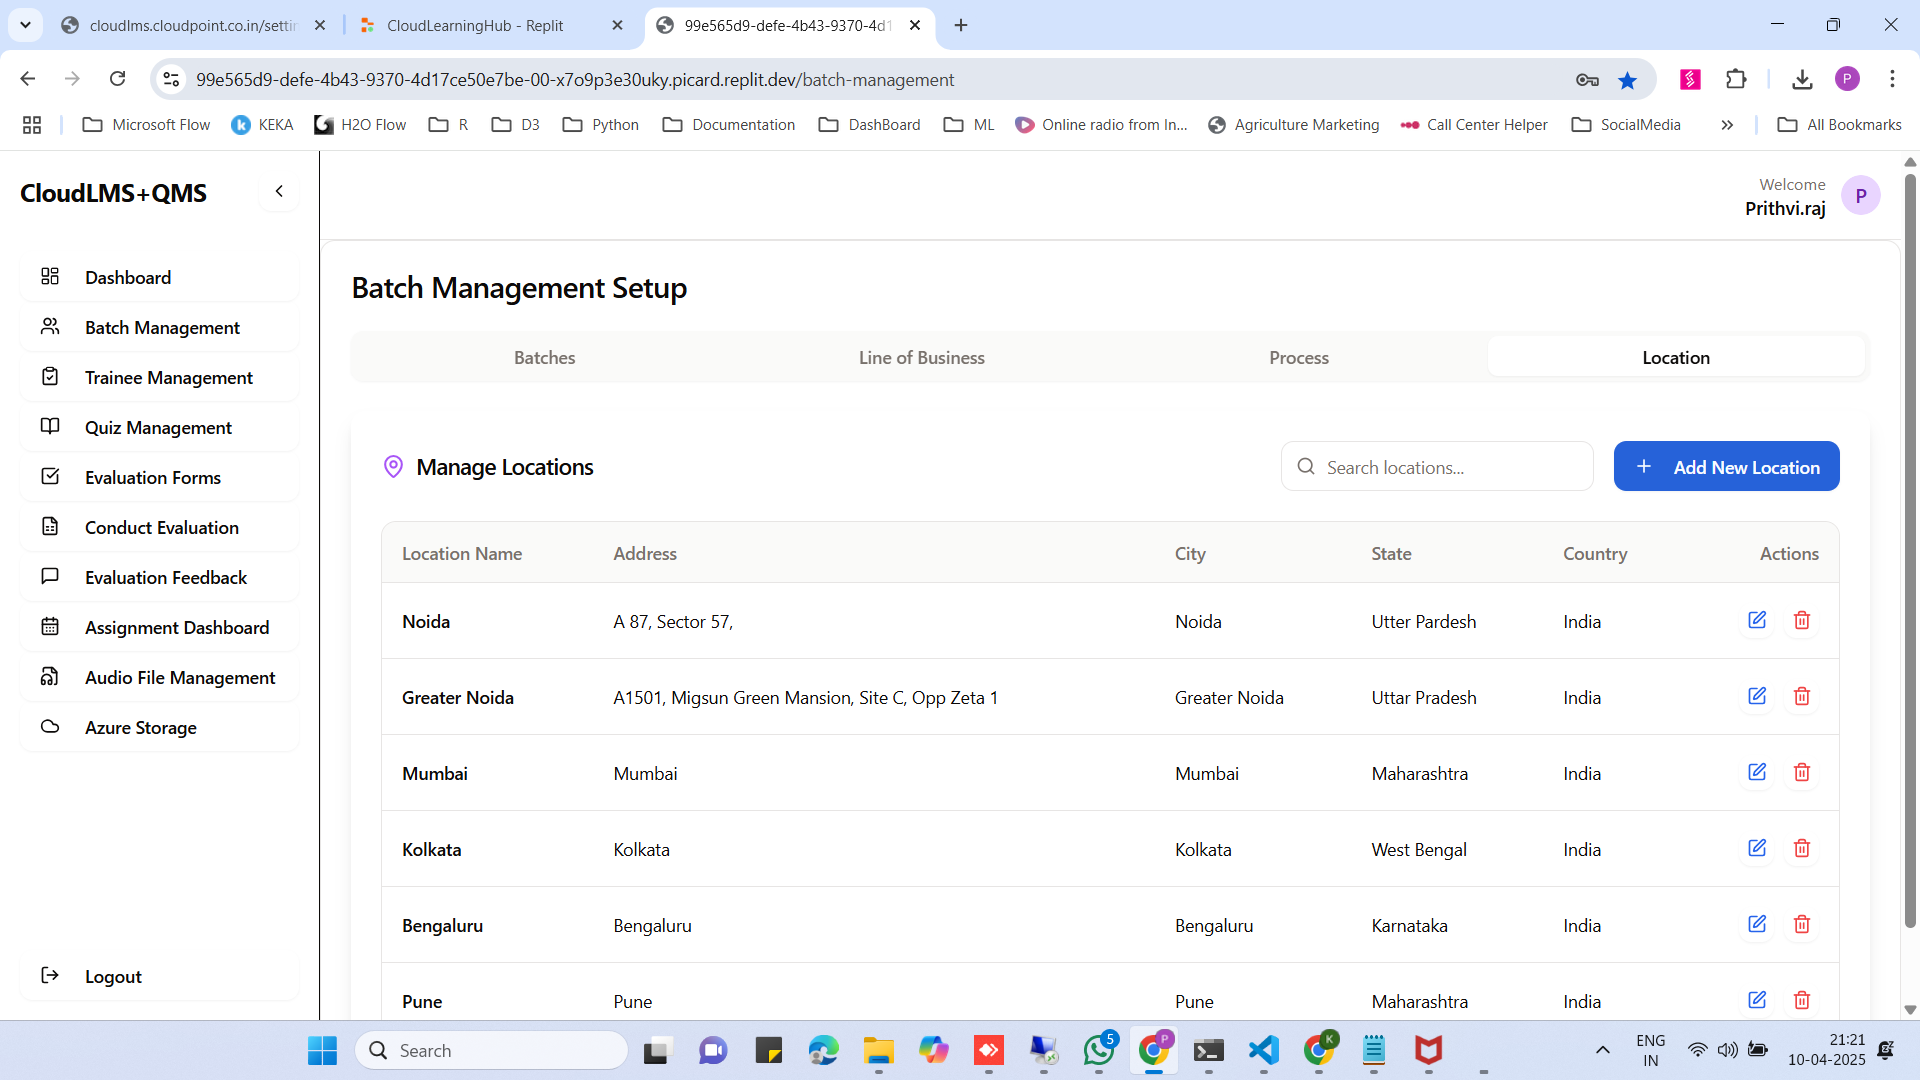 cloudlms.cloudpoint.co.in/settin
CloudLearningHub - Replit
99e565d9-defe-4b43-9370-4d1
99e565d9-defe-4b43-9370-4d17ce50e7be-00-x7o9p3e30uky.picard.replit.dev/batch-management
P
Microsoft Flow
KEKA
H2O Flow
R
D3
Python
Documentation
DashBoard
ML
Online radio from In...
Agriculture Marketing
Call Center Helper
SocialMedia
All Bookmarks
CloudLMS+QMS
Welcome
Prithvi.raj
P
Dashboard
Batch Management
Trainee Management
Quiz Management
Evaluation Forms
Conduct Evaluation
Evaluation Feedback
Assignment Dashboard
Audio File Management
Azure Storage
Logout
Batch Management Setup
Batches
Line of Business
Process
Location
Manage Locations
Search locations...
Add New Location
Location Name Address City State Country Actions
Noida A 87, Sector 57, Noida Utter Pardesh India
Greater Noida A1501, Migsun Green Mansion, Site C, Opp Zeta 1 Greater Noida Uttar Pradesh India
Mumbai Mumbai Mumbai Maharashtra India
Kolkata Kolkata Kolkata West Bengal India
Bengaluru Bengaluru Bengaluru Karnataka India
Pune Pune Pune Maharashtra India
Search
5
P
K
ENG
IN
21:21
10-04-2025